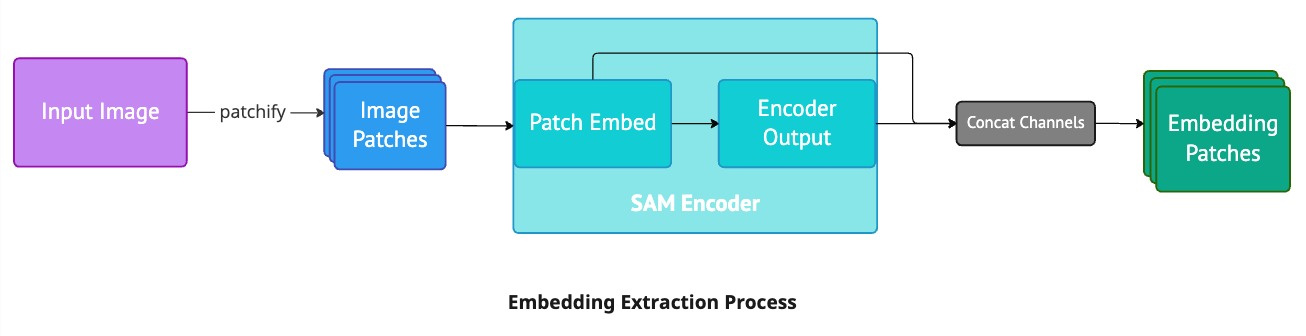 Input Image
patchify
Image
Patches
Patch Embed
Encoder
Output
SAM Encoder
Concat Channels
Embedding
Patches
Embedding Extraction Process